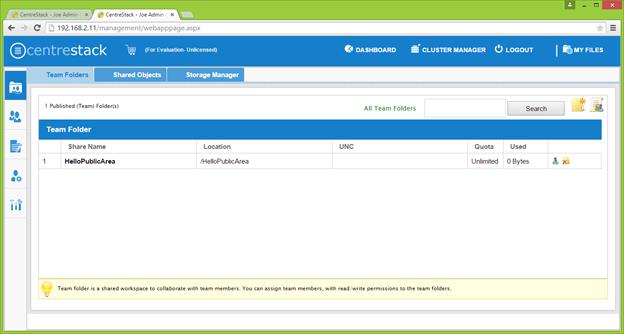 CentreStack - Joe Admin
CentreStack - Joe Admin
192.168.2.11/management/webapppage.aspx
centrestack
(For Evaluation- Unlicensed)
DASHBOARD
CLUSTER MANAGER
LOGOUT
MY FILES
Team Folders
Shared Objects
Storage Manager
1 Published (Team) Folder(s)
All Team Folders
Search
Team Folder
Share Name Location UNC Quota Used
1 HelloPublicArea /HelloPublicArea Unlimited 0 Bytes
Team folder is a shared workspace to collaborate with team members. You can assign team members, with read/write permissions to the team folders.